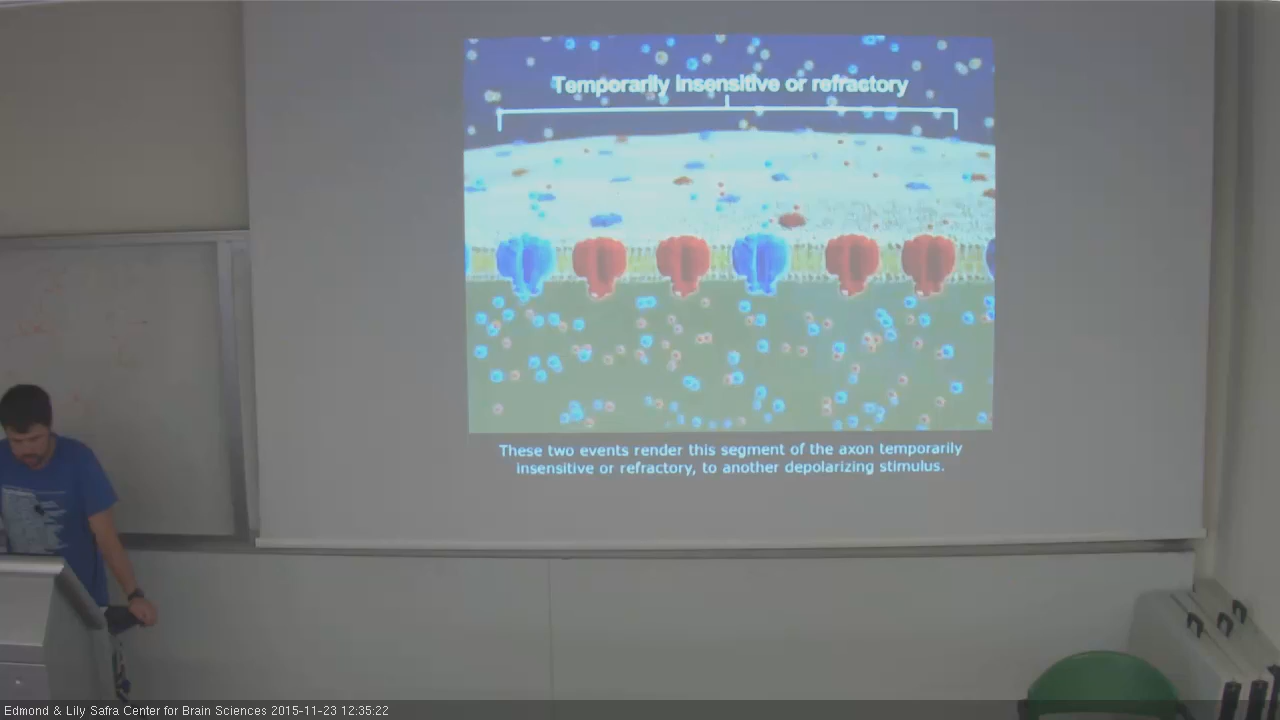 Temporarily insensitive or refractory
These two events render this segment of the axon temporarily
insensitive or refractory, to another depolarizing stimulus.
Edmond & Lily Safra Center for Brain Sciences 2015-11-23 12:35:22